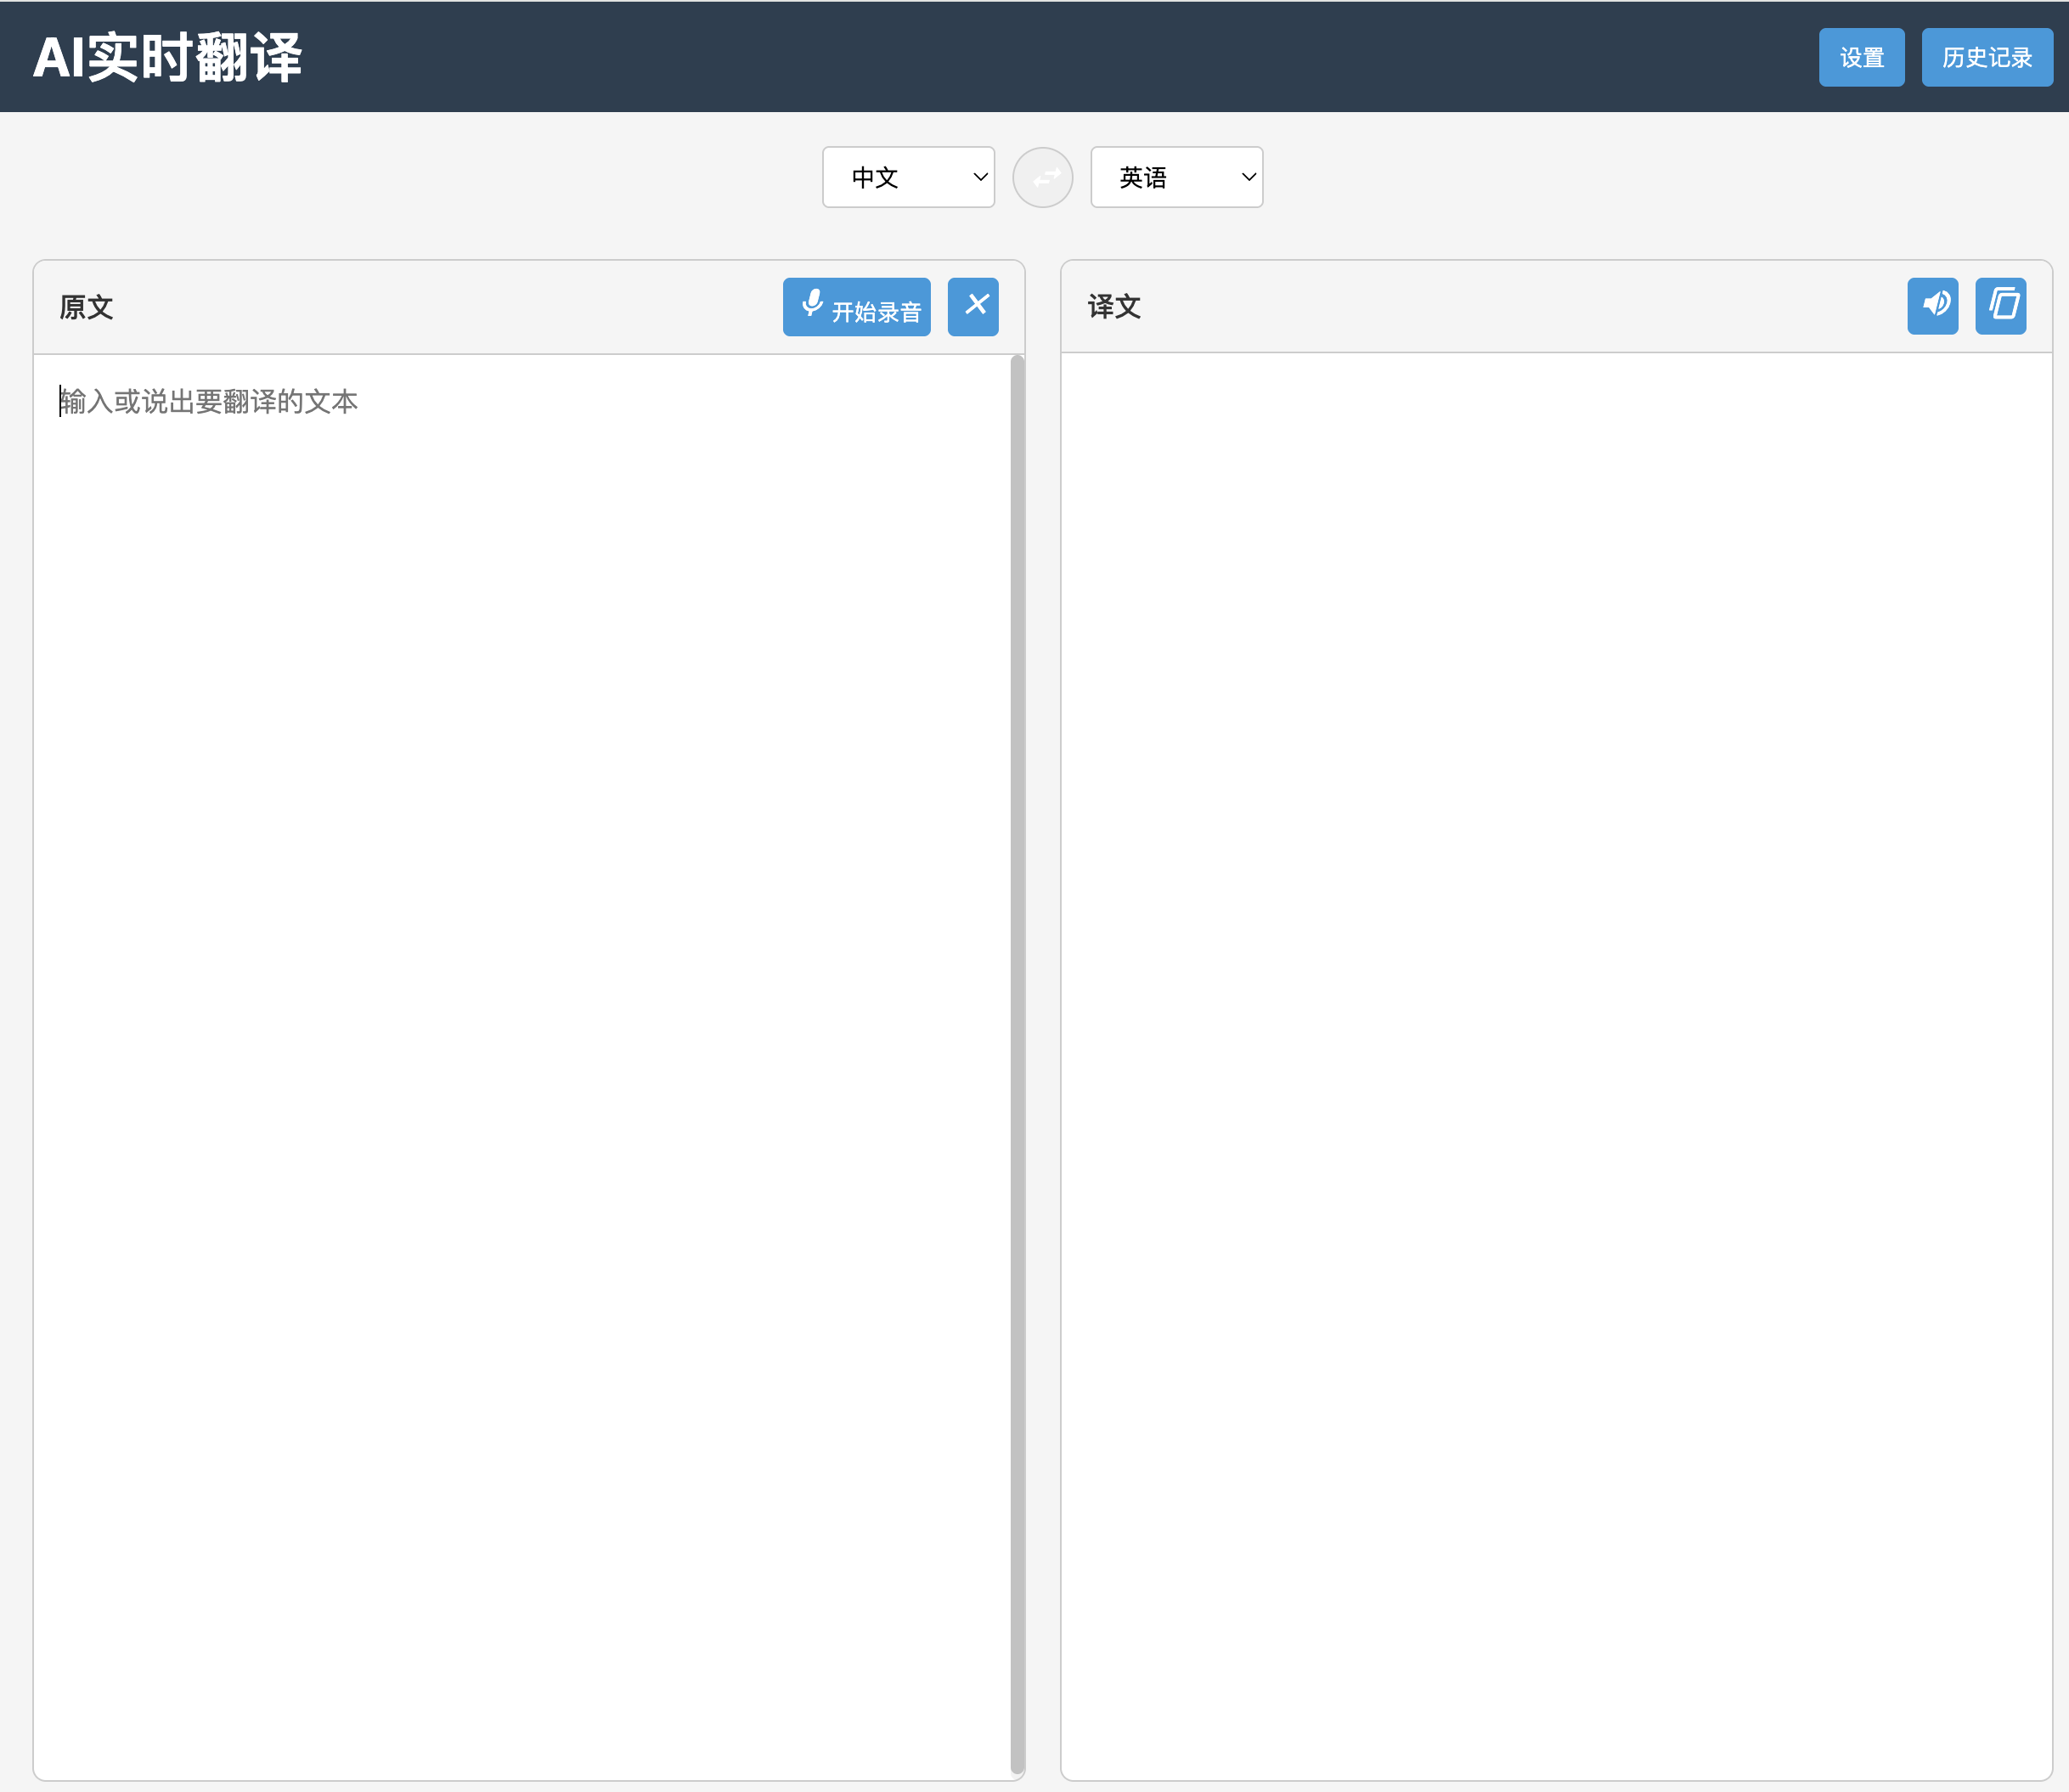 AI实时翻译
设置
历史记录
中文
英语
原文
开始录音
译文
输入或说出要翻译的文本